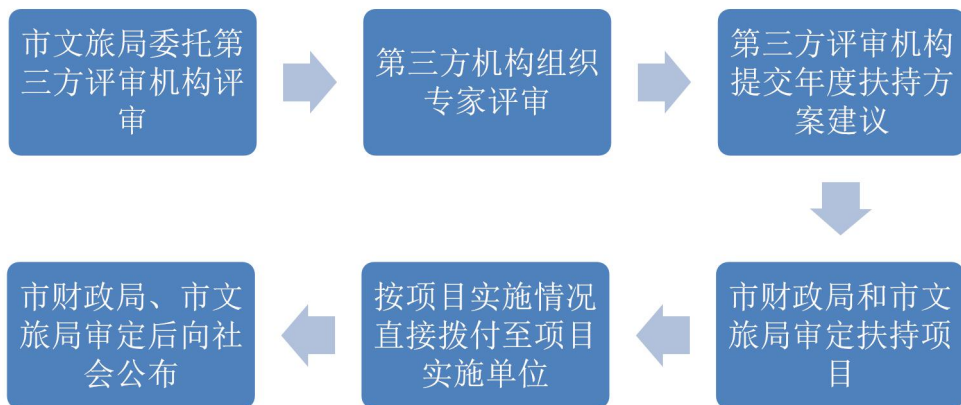 市文旅局委托第
三方评审机构评
审
第三方机构组织
专家评审
第三方评审机构
提交年度扶持方
案建议
市财政局和市文
旅局审定扶持项
目
按项目实施情况
直接拨付至项目
实施单位
市财政局、市文
旅局审定后向社
会公布